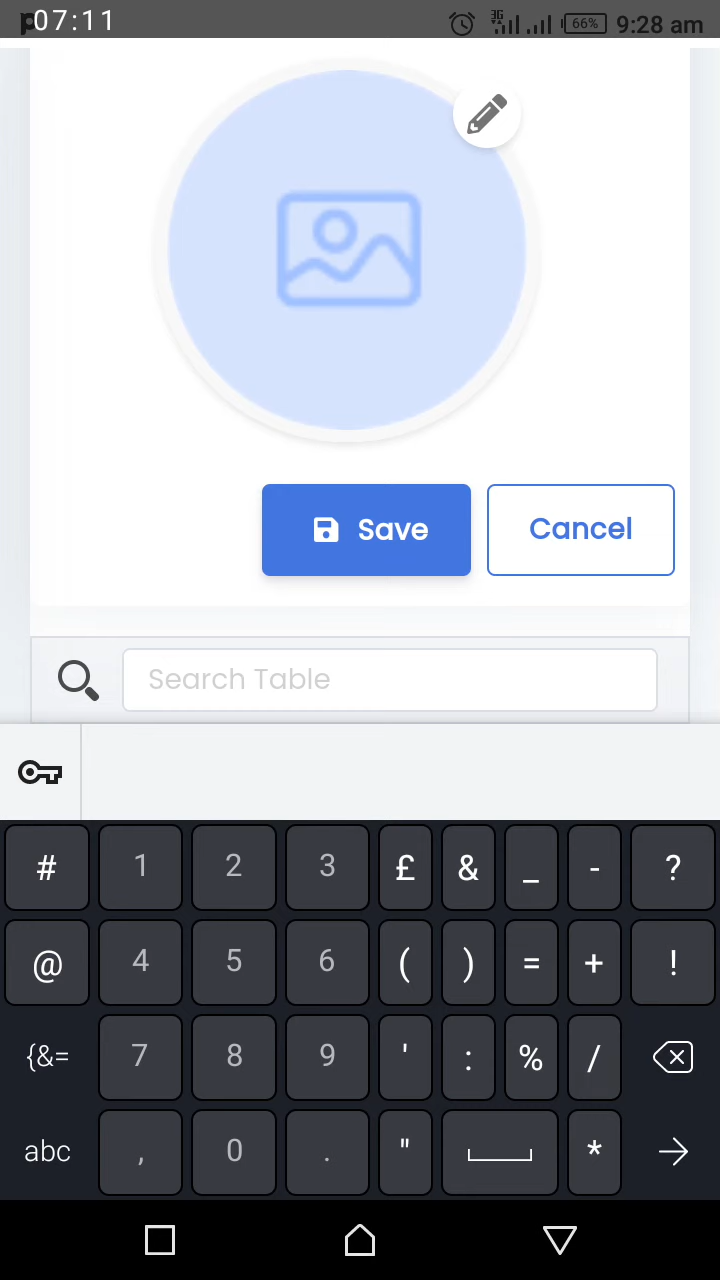 07:11 3G 66% 9:28 am
Save Cancel
Search Table
# 1 2 3 £ & _ - ?
@ 4 5 6 ( ) = + !
{&= 7 8 9 ' : % /
abc , 0 . " *